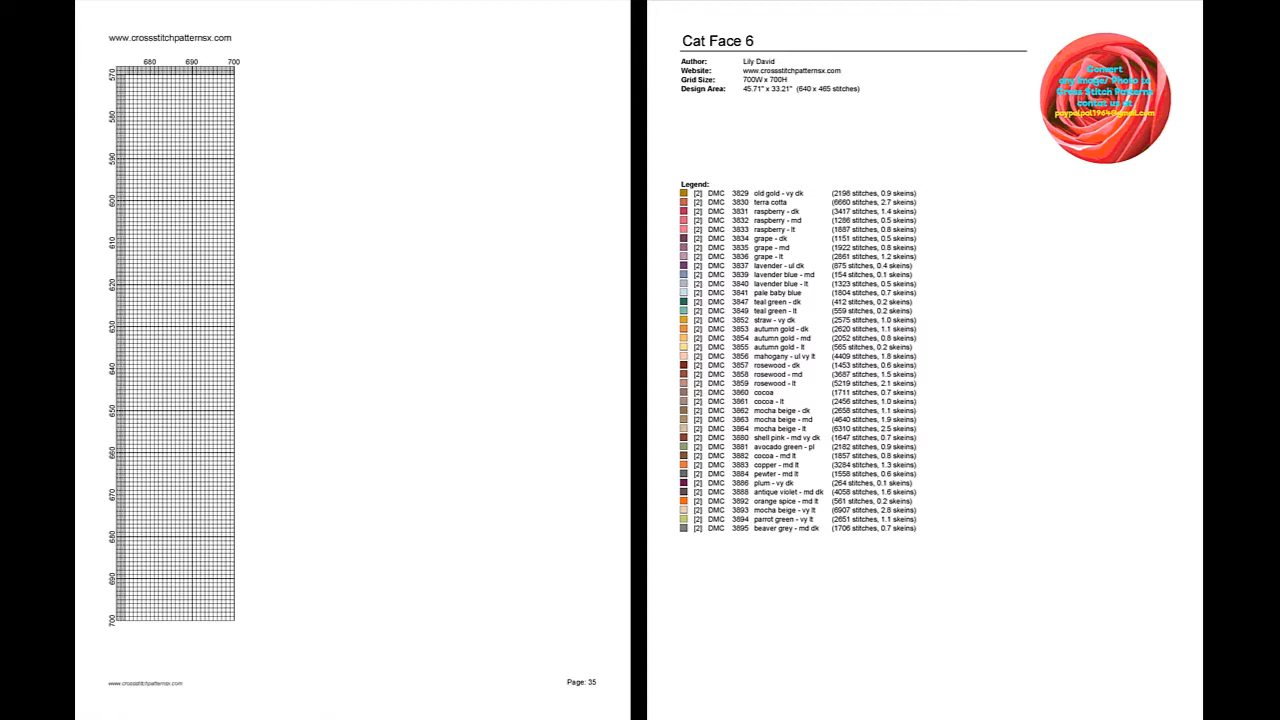 www.crossstitchpatternsx.com
680 690 700
570
580
590
600
610
620
630
640
650
660
670
680
690
700
www.crossstitchpatternsx.com
Page: 35
Cat Face 6
Author: Lily David
Website: www.crossstitchpatternsx.com
Grid Size: 700W x 700H
Design Area: 45.71" x 33.21" (640 x 465 stitches)
Convert
any Images Photo to
Cross Stitch Patterns
contat us at
paypalpal1964@gmail.com
Legend:
[2] DMC 3829 old gold - vy dk (2198 stitches, 0.9 skeins)
[2] DMC 3830 terra cotta (6660 stitches, 2.7 skeins)
[2] DMC 3831 raspberry - dk (3417 stitches, 1.4 skeins)
[2] DMC 3832 raspberry - md (1286 stitches, 0.5 skeins)
[2] DMC 3833 raspberry - lt (1887 stitches, 0.8 skeins)
[2] DMC 3834 grape - dk (1151 stitches, 0.5 skeins)
[2] DMC 3835 grape - md (1922 stitches, 0.8 skeins)
[2] DMC 3836 grape - lt (2861 stitches, 1.2 skeins)
[2] DMC 3837 lavender - ul dk (875 stitches, 0.4 skeins)
[2] DMC 3839 lavender blue - md (154 stitches, 0.1 skeins)
[2] DMC 3840 lavender blue - lt (1323 stitches, 0.5 skeins)
[2] DMC 3841 pale baby blue (1804 stitches, 0.7 skeins)
[2] DMC 3847 teal green - dk (412 stitches, 0.2 skeins)
[2] DMC 3849 teal green - lt (559 stitches, 0.2 skeins)
[2] DMC 3852 straw - vy dk (2575 stitches, 1.0 skeins)
[2] DMC 3853 autumn gold - dk (2620 stitches, 1.1 skeins)
[2] DMC 3854 autumn gold - md (2052 stitches, 0.8 skeins)
[2] DMC 3855 autumn gold - lt (565 stitches, 0.2 skeins)
[2] DMC 3856 mahogany - ul vy lt (4409 stitches, 1.8 skeins)
[2] DMC 3857 rosewood - dk (1453 stitches, 0.6 skeins)
[2] DMC 3858 rosewood - md (3687 stitches, 1.5 skeins)
[2] DMC 3859 rosewood - lt (5219 stitches, 2.1 skeins)
[2] DMC 3860 cocoa (1711 stitches, 0.7 skeins)
[2] DMC 3861 cocoa - lt (2456 stitches, 1.0 skeins)
[2] DMC 3862 mocha beige - dk (2658 stitches, 1.1 skeins)
[2] DMC 3863 mocha beige - md (4640 stitches, 1.9 skeins)
[2] DMC 3864 mocha beige - lt (6310 stitches, 2.5 skeins)
[2] DMC 3880 shell pink - md vy dk (1647 stitches, 0.7 skeins)
[2] DMC 3881 avocado green - pl (2182 stitches, 0.9 skeins)
[2] DMC 3882 cocoa - md lt (1857 stitches, 0.8 skeins)
[2] DMC 3883 copper - md lt (3284 stitches, 1.3 skeins)
[2] DMC 3884 pewter - md lt (1558 stitches, 0.6 skeins)
[2] DMC 3886 plum - vy dk (264 stitches, 0.1 skeins)
[2] DMC 3888 antique violet - md dk (4058 stitches, 1.6 skeins)
[2] DMC 3892 orange spice - md lt (561 stitches, 0.2 skeins)
[2] DMC 3893 mocha beige - vy lt (6907 stitches, 2.8 skeins)
[2] DMC 3894 parrot green - vy lt (2651 stitches, 1.1 skeins)
[2] DMC 3895 beaver grey - md dk (1706 stitches, 0.7 skeins)